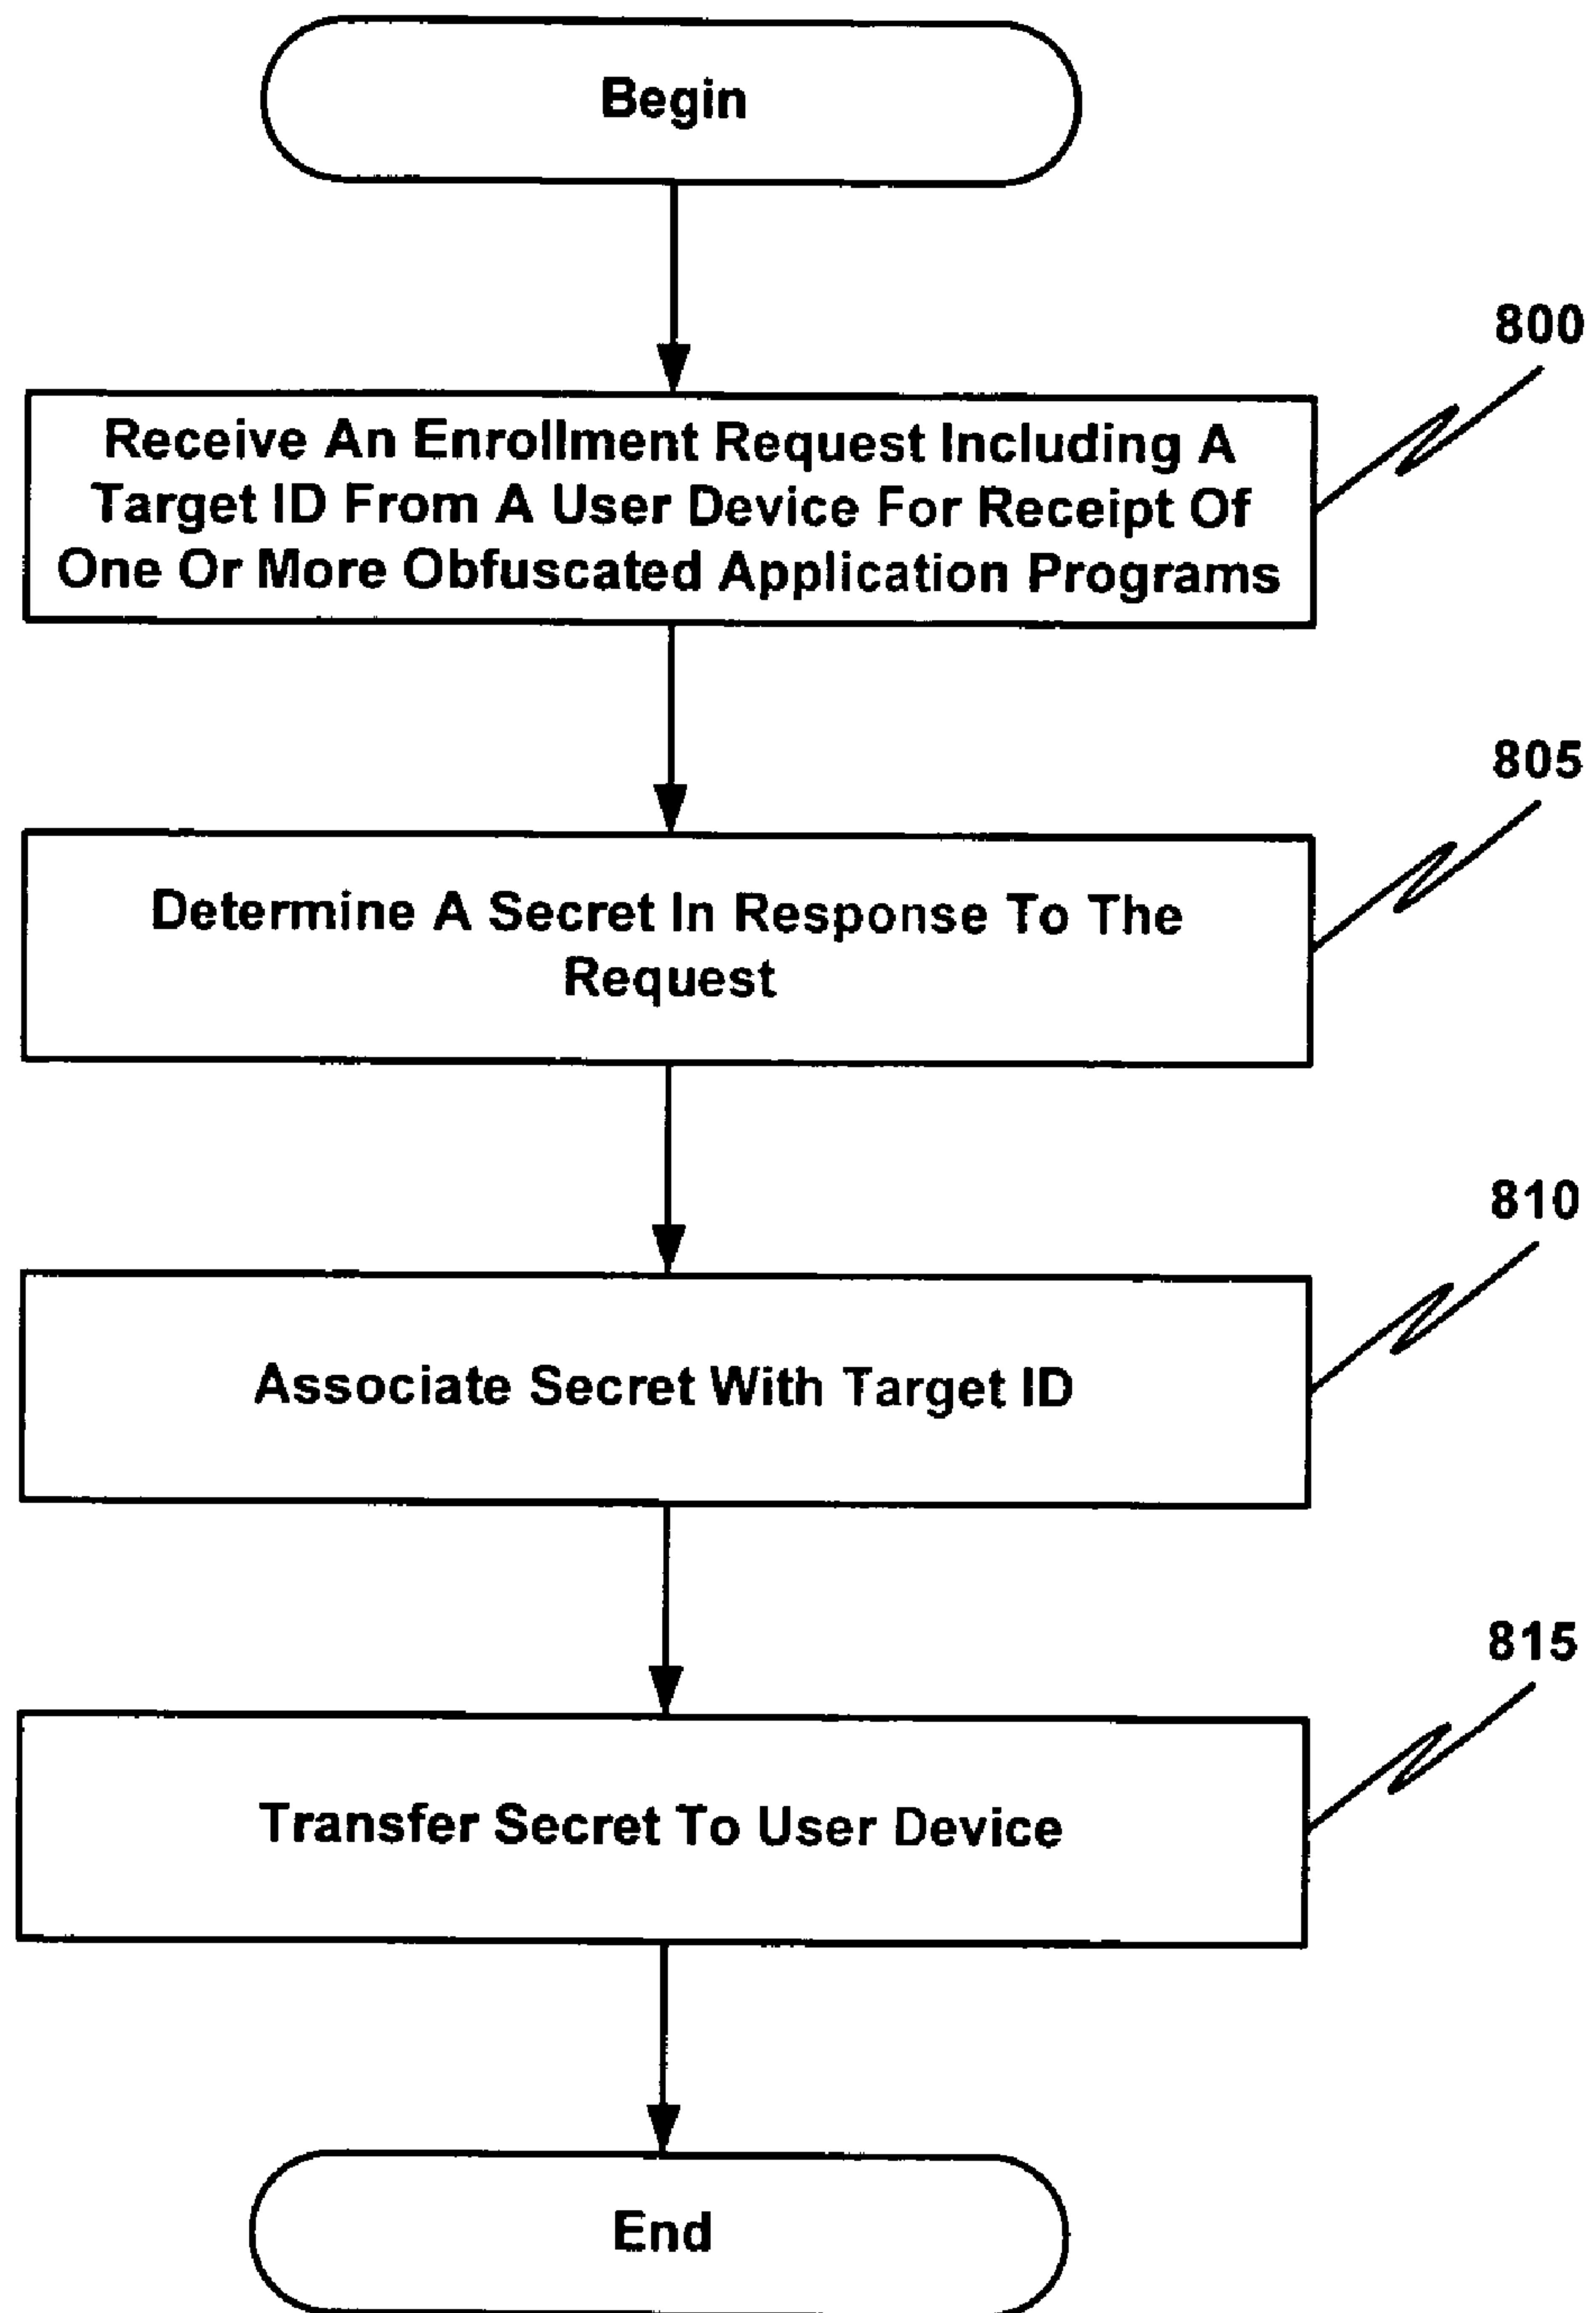 Begin
800
Receive An Enrollment Request Including A
Target ID From A User Device For Receipt Of
One Or More Obfuscated Application Programs
805
Determine A Secret In Response To The
Request
810
Associate Secret With Target ID
815
Transfer Secret To User Device
End